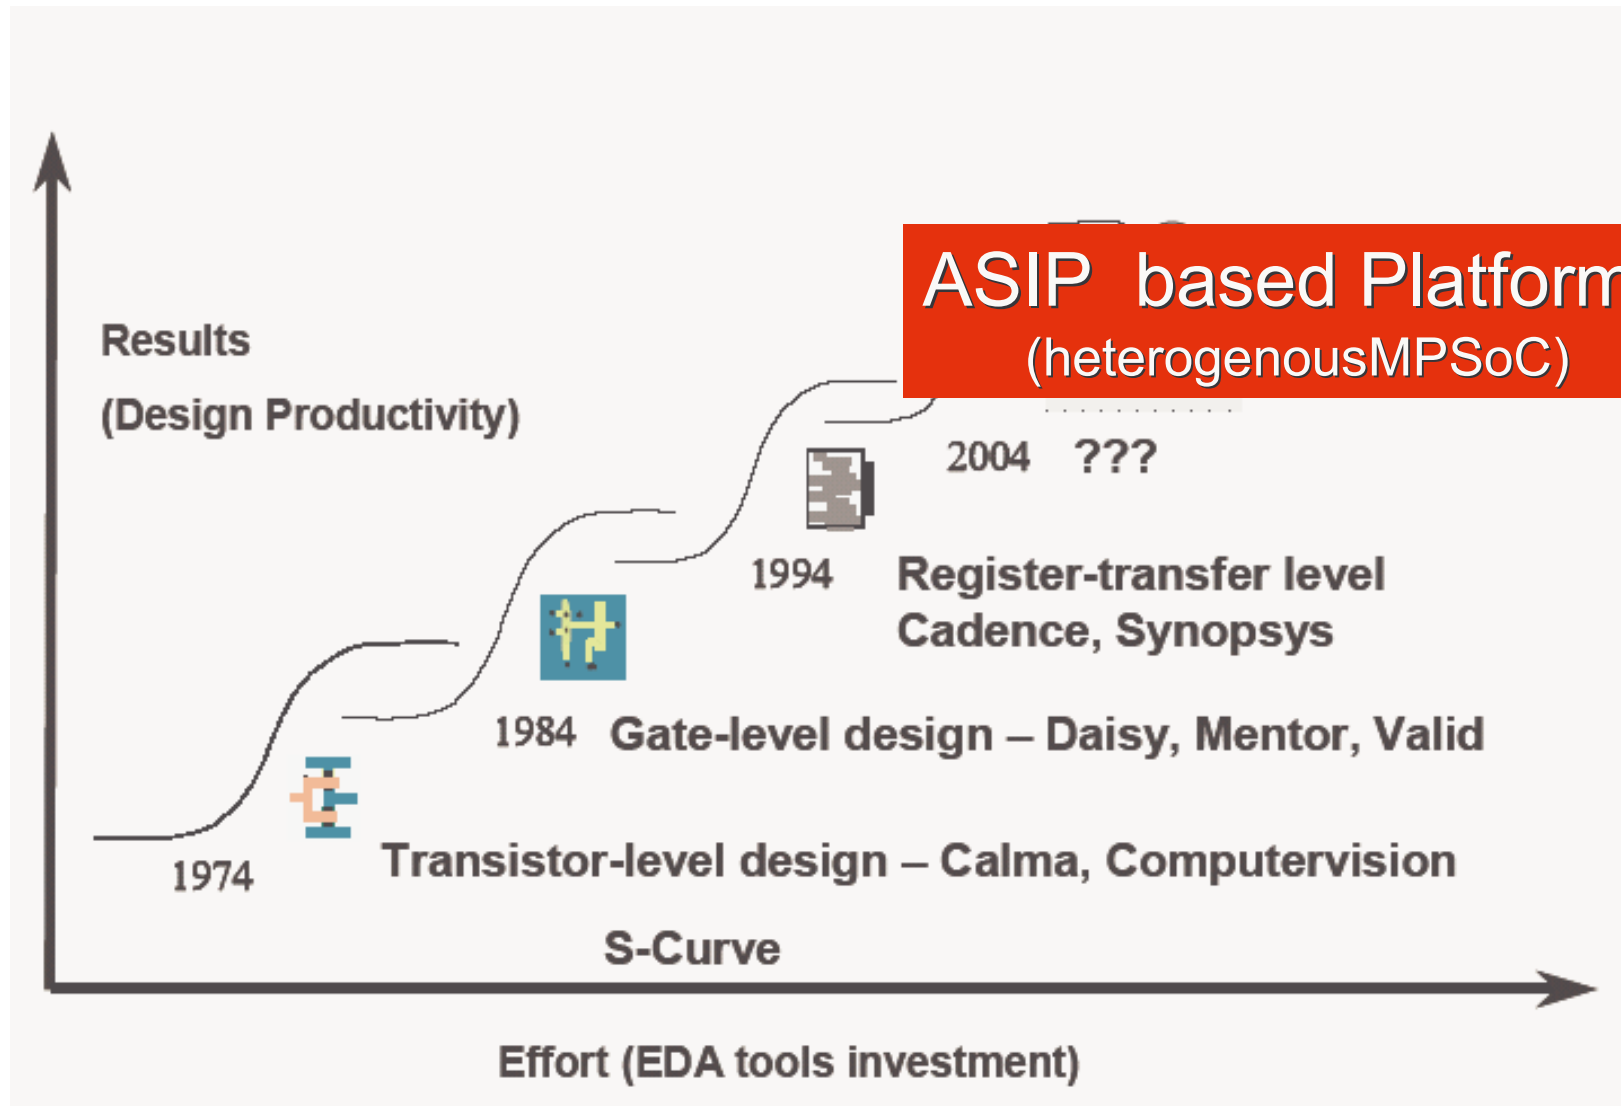 ASIP based Platform
(heterogenousMPSoC)
Results
(Design Productivity)
2004 ???
1994 Register-transfer level
Cadence, Synopsys
1984 Gate-level design – Daisy, Mentor, Valid
1974 Transistor-level design – Calma, Computervision
S-Curve
Effort (EDA tools investment)